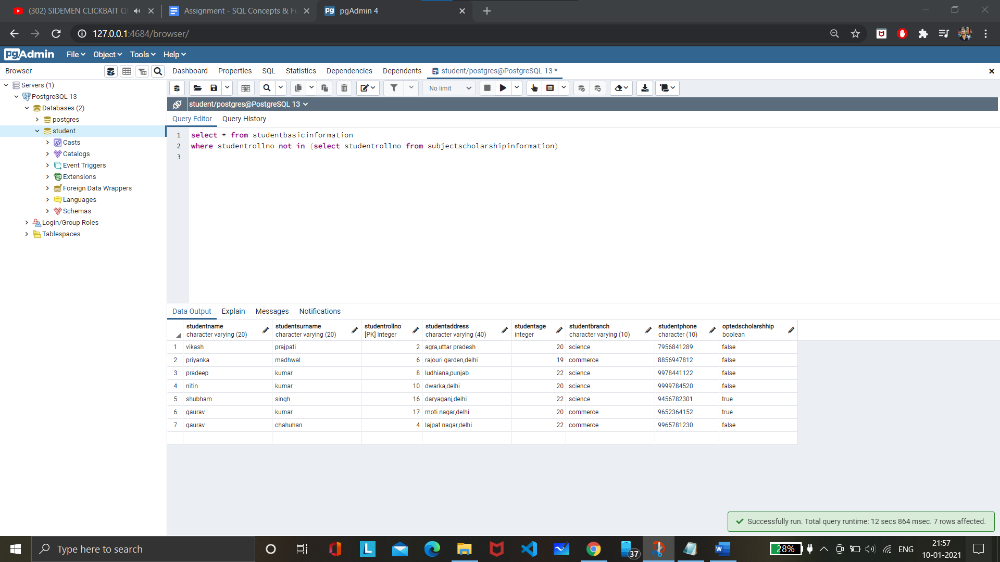 (302) SIDEMEN CLICKBAIT Q
Assignment - SQL Concepts & Fu
pgAdmin 4
127.0.0.1:4684/browser/
pgAdmin File Object Tools Help
Browser
Dashboard Properties SQL Statistics Dependencies Dependents student/postgres@PostgreSQL 13 *
No limit
student/postgres@PostgreSQL 13
Servers (1)
PostgreSQL 13
Databases (2)
postgres
student
Casts
Catalogs
Event Triggers
Extensions
Foreign Data Wrappers
Languages
Schemas
Login/Group Roles
Tablespaces
Query Editor Query History
1 select * from studentbasicinformation
2 where studentrollno not in (select studentrollno from subjectscholarshipinformation)
3
Data Output Explain Messages Notifications
studentname studentsurname studentrollno studentaddress studentage studentbranch studentphone optedscholarshhip
character varying (20) character varying (20) [PK] integer character varying (40) integer character varying (10) character (10) boolean
1 vikash prajpati 2 agra,uttar pradesh 20 science 7956841289 false
2 priyanka madhwal 6 rajouri garden,delhi 19 commerce 8856947812 false
3 pradeep kumar 8 ludhiana,punjab 22 science 9978441122 false
4 nitin kumar 10 dwarka,delhi 20 science 9999784520 false
5 shubham singh 16 daryaganj,delhi 22 science 9456782301 true
6 gaurav kumar 17 moti nagar,delhi 20 commerce 9652364152 true
7 gaurav chahuhan 4 lajpat nagar,delhi 22 commerce 9965781230 false
Successfully run. Total query runtime: 12 secs 864 msec. 7 rows affected.
Type here to search
37
28%
ENG
21:57
10-01-2021